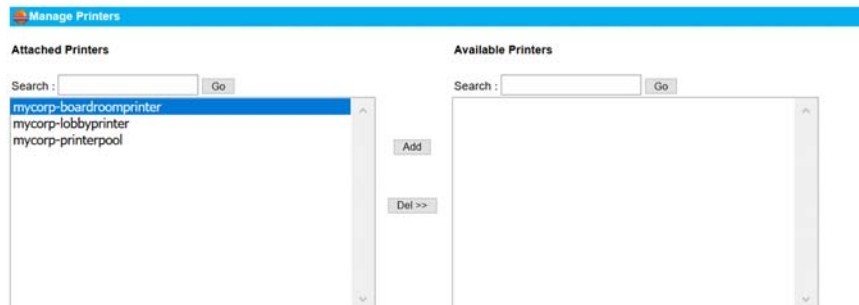 Manage Printers
Attached Printers
Available Printers
Search :
Go
Search :
Go
mycorp-boardroomprinter
mycorp-lobbyprinter
mycorp-printerpool
Add
Del >>